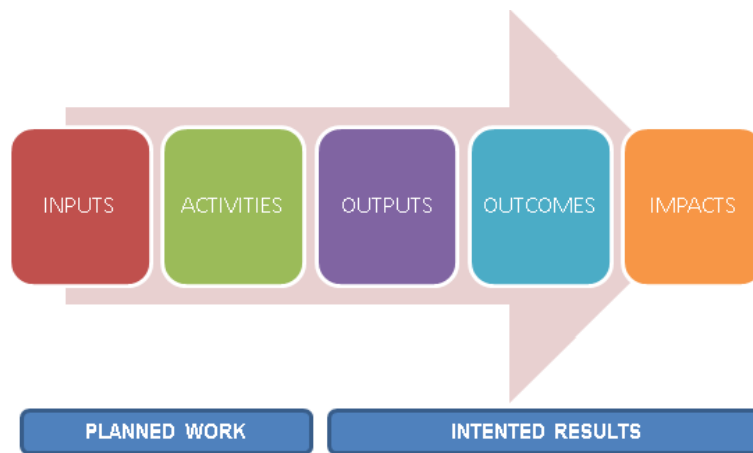 INPUTS
ACTIVITIES
OUTPUTS
OUTCOMES
IMPACTS
PLANNED WORK
INTENTED RESULTS